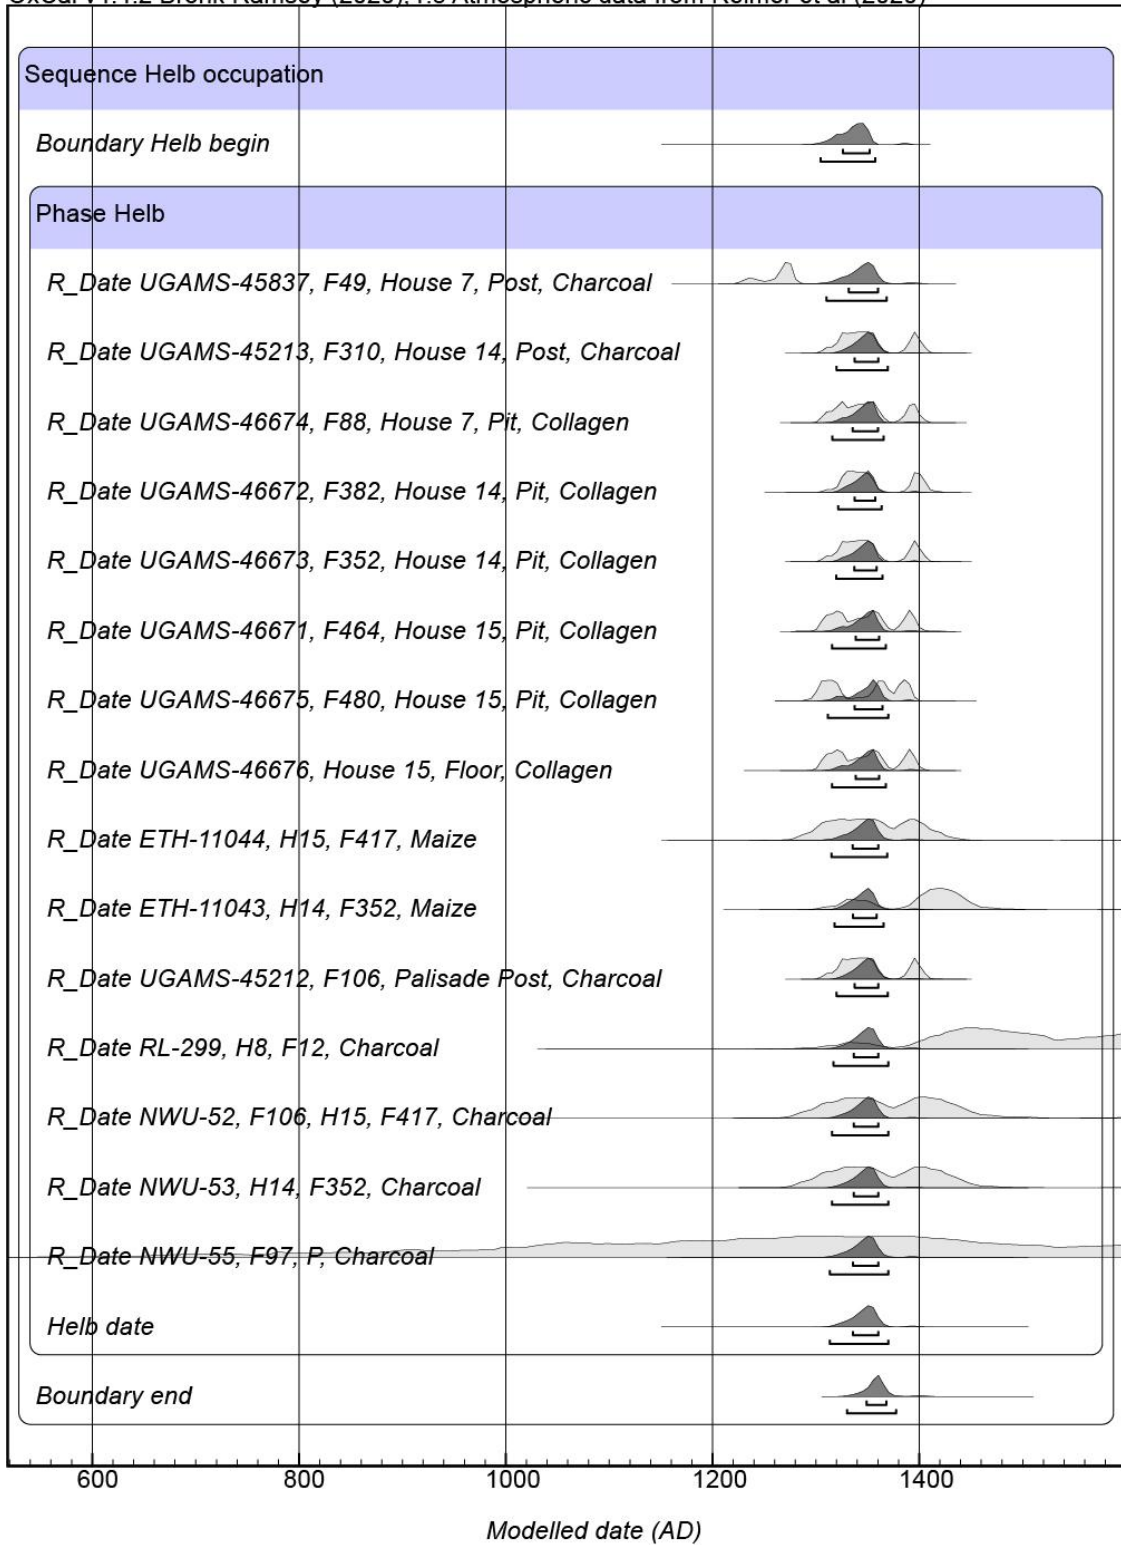 Sequence Helb occupation
Boundary Helb begin
Phase Helb
R_Date UGAMS-45837, F49, House 7, Post, Charcoal
R_Date UGAMS-45213, F310, House 14, Post, Charcoal
R_Date UGAMS-46674, F88, House 7, Pit, Collagen
R_Date UGAMS-46672, F382, House 14, Pit, Collagen
R_Date UGAMS-46673, F352, House 14, Pit, Collagen
R_Date UGAMS-46671, F464, House 15, Pit, Collagen
R_Date UGAMS-46675, F480, House 15, Pit, Collagen
R_Date UGAMS-46676, House 15, Floor, Collagen
R_Date ETH-11044, H15, F417, Maize
R_Date ETH-11043, H14, F352, Maize
R_Date UGAMS-45212, F106, Palisade Post, Charcoal
R_Date RL-299, H8, F12, Charcoal
R_Date NWU-52, F106, H15, F417, Charcoal
R_Date NWU-53, H14, F352, Charcoal
R_Date NWU-55, F97, P, Charcoal
Helb date
Boundary end
600 800 1000 1200 1400
Modelled date (AD)